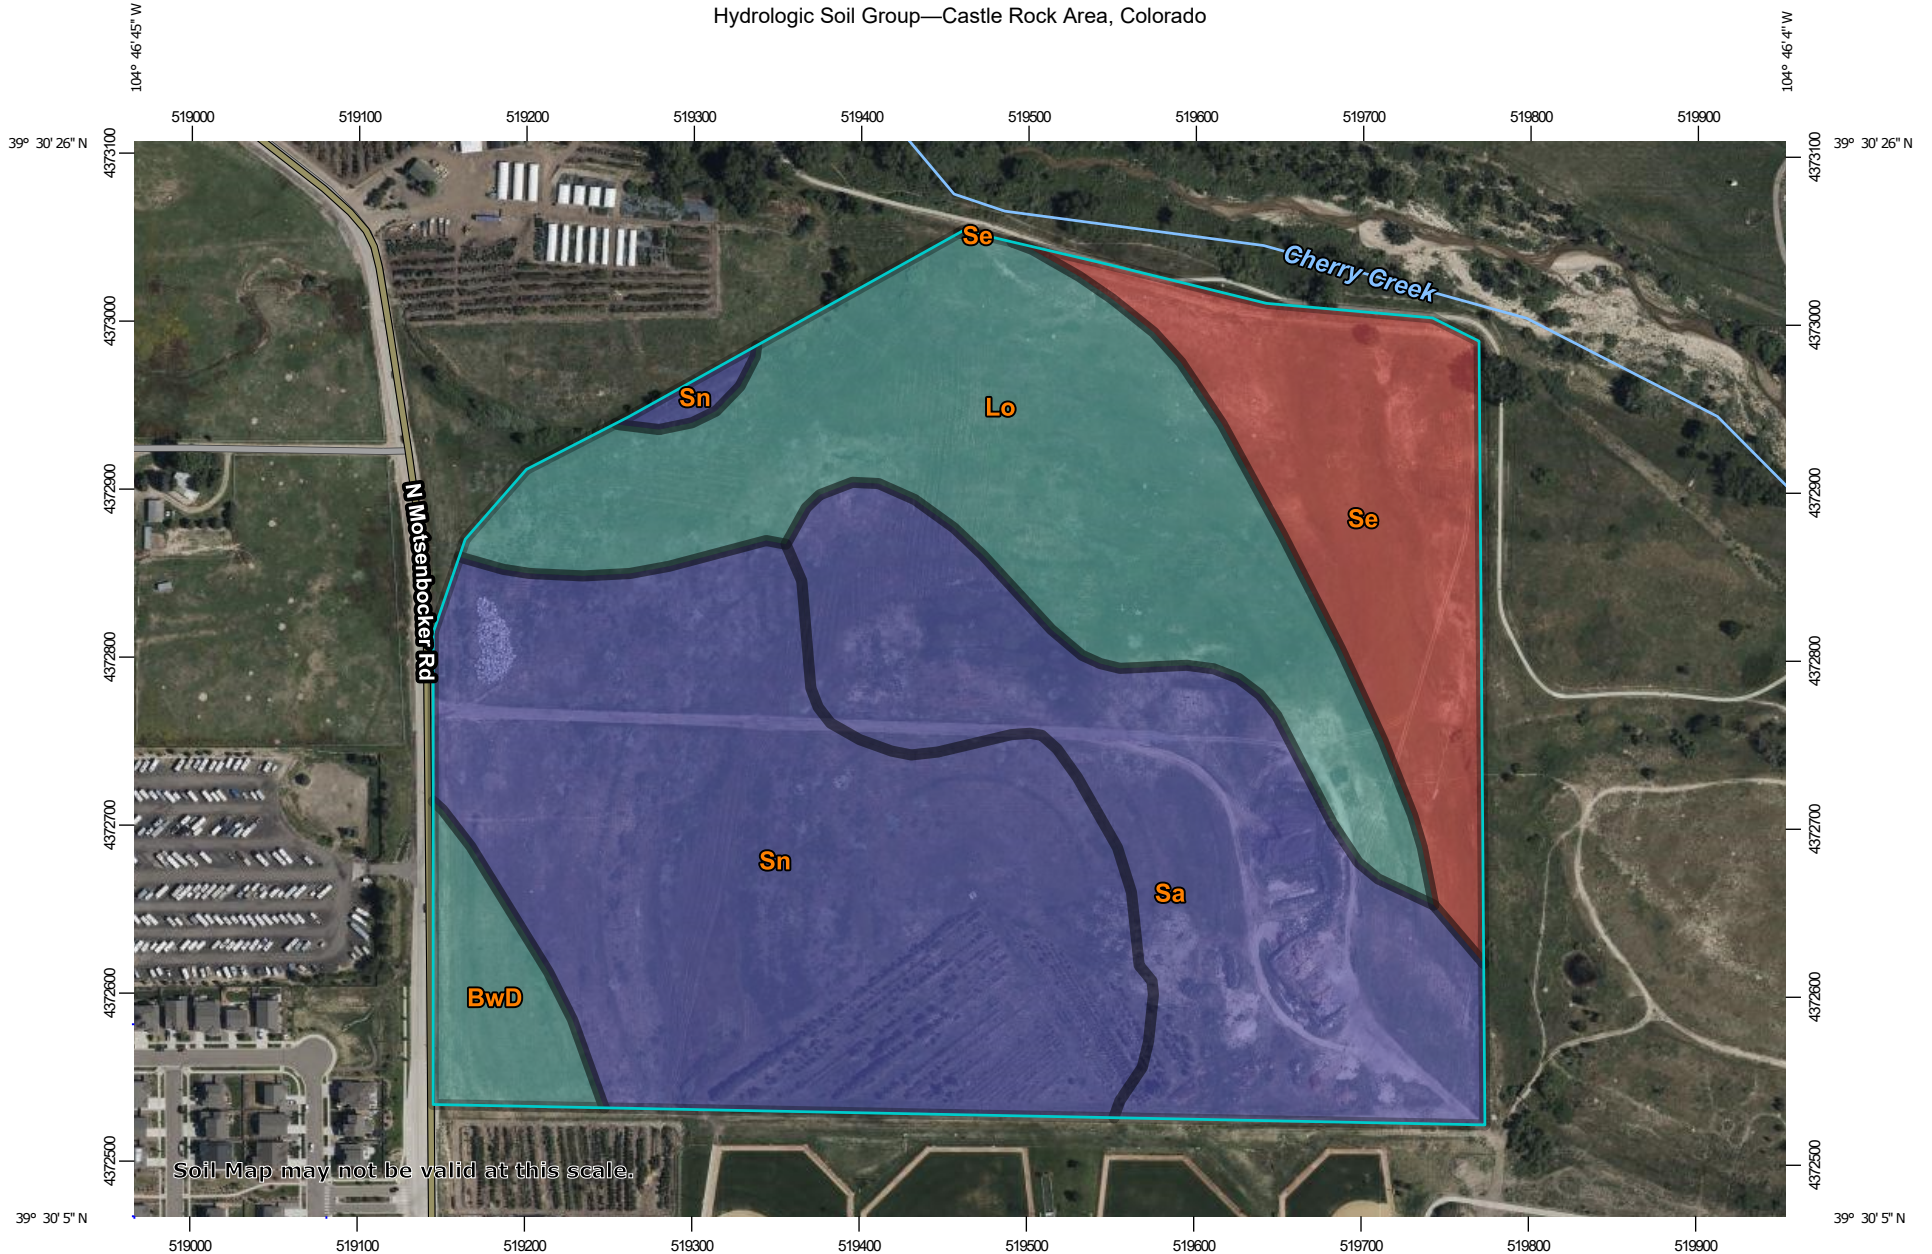 Hydrologic Soil Group—Castle Rock Area, Colorado
104° 46' 45'' W
104° 46' 4'' W
519000 519100 519200 519300 519400 519500 519600 519700 519800 519900
39° 30' 26'' N
39° 30' 26'' N
4373100
4373100
Se
Cherry Creek
4373000
4373000
Sn
Lo
4372900
4372900
N Motsenbocker Rd
Se
4372800
4372800
4372700
4372700
Sn
Sa
4372600
4372600
BwD
4372500
4372500
Soil Map may not be valid at this scale.
39° 30' 5'' N
39° 30' 5'' N
519000 519100 519200 519300 519400 519500 519600 519700 519800 519900